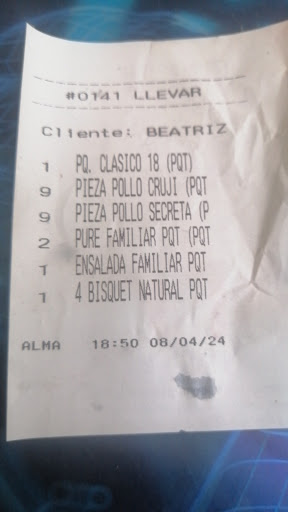 #0141 LLEVAR
Cliente: BEATRIZ
1 PQ. CLASICO 18 (PQT)
9 PIEZA POLLO CRUJI (PQT
9 PIEZA POLLO SECRETA (P
2 PURE FAMILIAR PQT (PQT
1 ENSALADA FAMILIAR PQT
1 4 BISQUET NATURAL PQT
ALMA 18:50 08/04/24